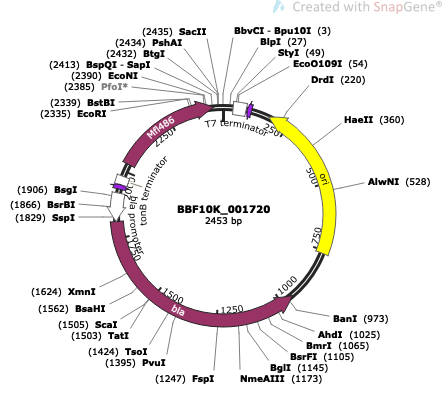 Created with SnapGene®
(2435) SacII
(2434) PshAI
(2432) BtgI
(2413) BspQI - SapI
(2390) EcoNI
(2385) PfoI*
(2339) BstBI
(2335) EcoRI
BbvCI - Bpu10I (3)
BlpI (27)
StyI (49)
EcoO109I (54)
DrdI (220)
HaeII (360)
AlwNI (528)
T7 terminator
Mfl486
2250
250
ori
500
750
1000
1250
1500
bla
bla promoter
tonB terminator
BBF10K_001720
2453 bp
(1906) BsgI
(1866) BsrBI
(1829) SspI
(1624) XmnI
(1562) BsaHI
(1505) ScaI
(1503) TatI
(1424) TsoI
(1395) PvuI
(1247) FspI
BanI (973)
AhdI (1025)
BmrI (1065)
BsrFI (1105)
BglI (1145)
NmeAIII (1173)